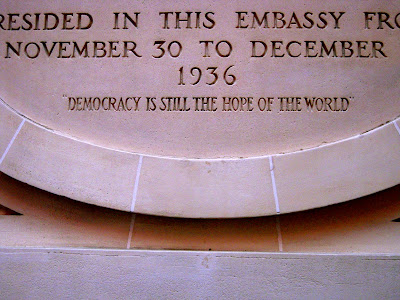 RESIDED IN THIS EMBASSY FRO
NOVEMBER 30 TO DECEMBER
1936
"DEMOCRACY IS STILL THE HOPE OF THE WORLD"